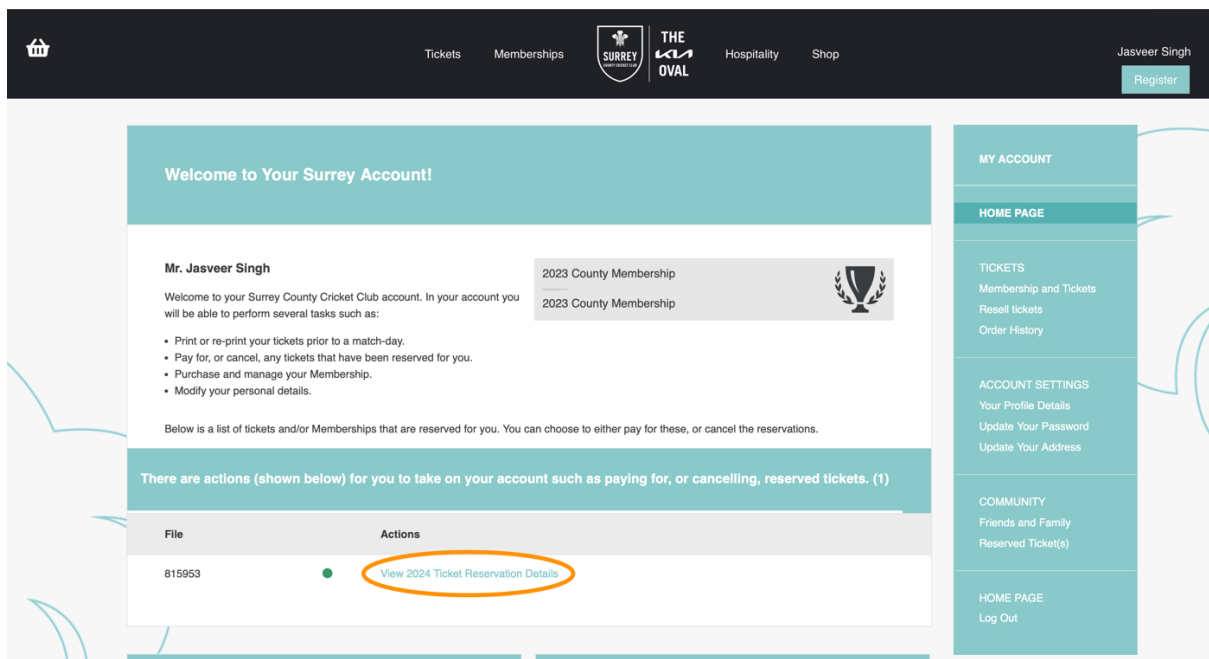 Tickets
Memberships
SURREY
COUNTY CRICKET CLUB
THE
KIA
OVAL
Hospitality
Shop
Jasveer Singh
Register
Welcome to Your Surrey Account!
Mr. Jasveer Singh
Welcome to your Surrey County Cricket Club account. In your account you
will be able to perform several tasks such as:
• Print or re-print your tickets prior to a match-day.
• Pay for, or cancel, any tickets that have been reserved for you.
• Purchase and manage your Membership.
• Modify your personal details.
2023 County Membership
2023 County Membership
Below is a list of tickets and/or Memberships that are reserved for you. You can choose to either pay for these, or cancel the reservations.
There are actions (shown below) for you to take on your account such as paying for, or cancelling, reserved tickets. (1)
File
Actions
815953
View 2024 Ticket Reservation Details
MY ACCOUNT
HOME PAGE
TICKETS
Membership and Tickets
Resell tickets
Order History
ACCOUNT SETTINGS
Your Profile Details
Update Your Password
Update Your Address
COMMUNITY
Friends and Family
Reserved Ticket(s)
HOME PAGE
Log Out